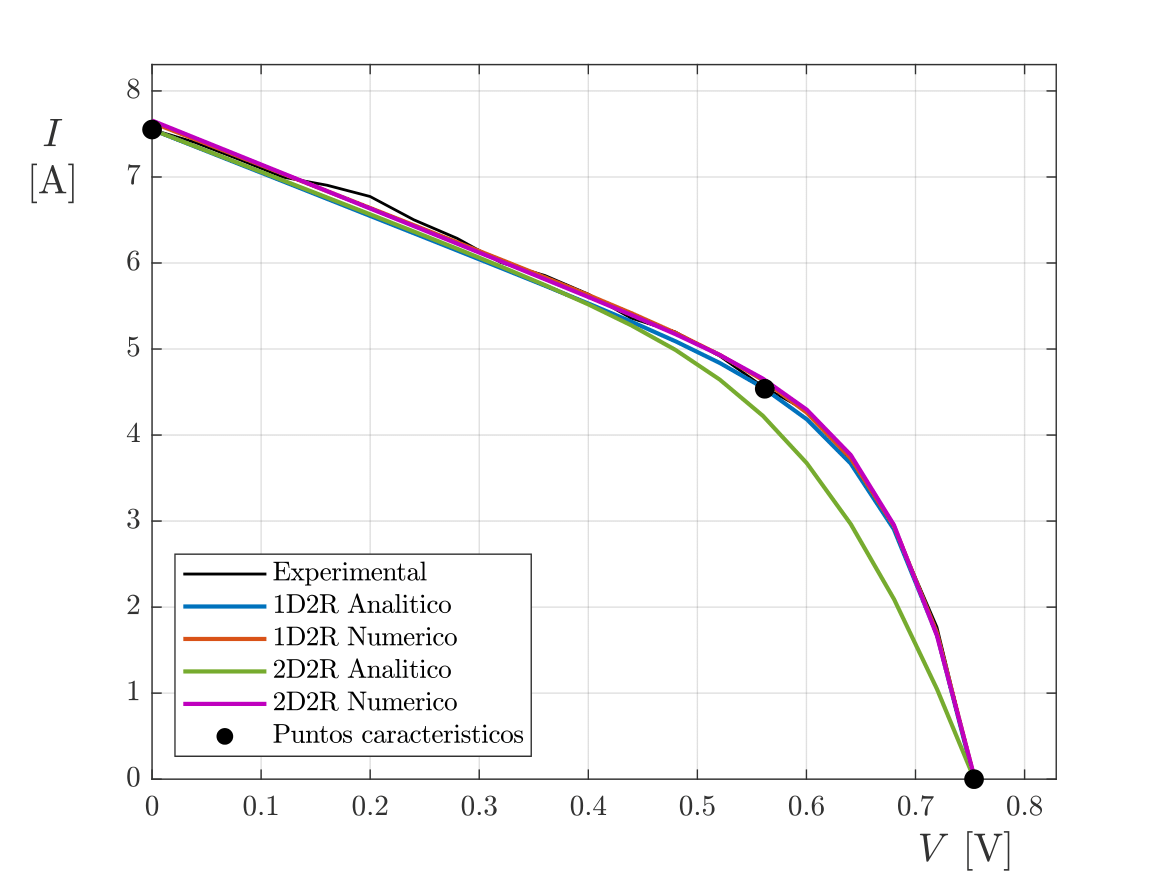 8
7
6
5
4
3
2
1
0
I
[A]
Experimental
1D2R Analitico
1D2R Numerico
2D2R Analitico
2D2R Numerico
Puntos caracteristicos
0 0.1 0.2 0.3 0.4 0.5 0.6 0.7 0.8
V [V]